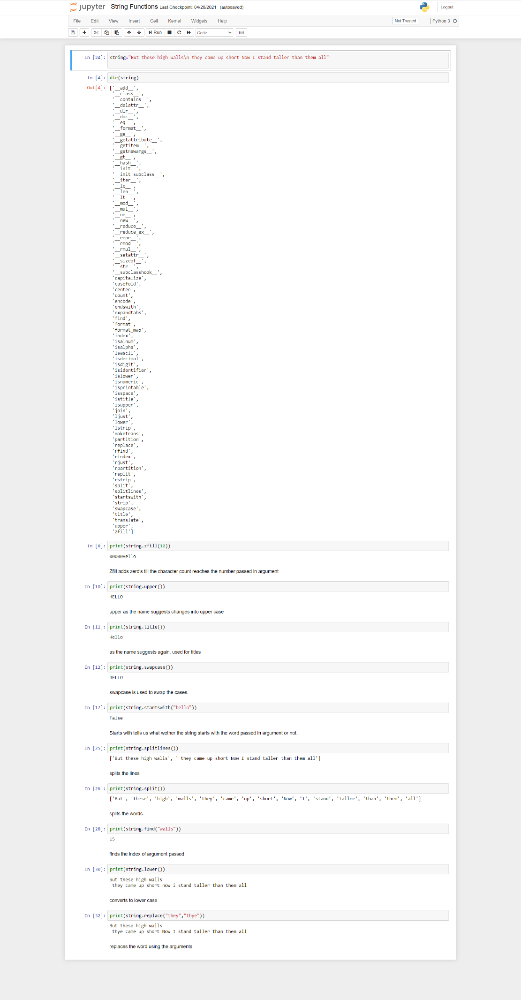 jupyter String Functions Last Checkpoint: 04/26/2021 (autosaved) Logout
File Edit View Insert Cell Kernel Widgets Help Not Trusted Python 3
Run Code
In [24]: string="But these high walls\n they came up short Now I stand taller than them all"
In [4]: dir(string)
Out[4]: ['__add__',
'__class__',
'__contains__',
'__delattr__',
'__dir__',
'__doc__',
'__eq__',
'__format__',
'__ge__',
'__getattribute__',
'__getitem__',
'__getnewargs__',
'__gt__',
'__hash__',
'__init__',
'__init_subclass__',
'__iter__',
'__le__',
'__len__',
'__lt__',
'__mod__',
'__mul__',
'__ne__',
'__new__',
'__reduce__',
'__reduce_ex__',
'__repr__',
'__rmod__',
'__rmul__',
'__setattr__',
'__sizeof__',
'__str__',
'__subclasshook__',
'capitalize',
'casefold',
'center',
'count',
'encode',
'endswith',
'expandtabs',
'find',
'format',
'format_map',
'index',
'isalnum',
'isalpha',
'isascii',
'isdecimal',
'isdigit',
'isidentifier',
'islower',
'isnumeric',
'isprintable',
'isspace',
'istitle',
'isupper',
'join',
'ljust',
'lower',
'lstrip',
'maketrans',
'partition',
'replace',
'rfind',
'rindex',
'rjust',
'rpartition',
'rsplit',
'rstrip',
'split',
'splitlines',
'startswith',
'strip',
'swapcase',
'title',
'translate',
'upper',
'zfill']
In [8]: print(string.zfill(10))
00000Hello
Zfill adds zero's till the character count reaches the number passed in argument
In [10]: print(string.upper())
HELLO
upper as the name suggests changes into upper case
In [11]: print(string.title())
Hello
as the name suggests again, used for titles
In [12]: print(string.swapcase())
hELLO
swapcase is used to swap the cases.
In [17]: print(string.startswith("hello"))
False
Starts with tells us what wether the string starts with the word passed in argument or not.
In [25]: print(string.splitlines())
['But these high walls', ' they came up short Now I stand taller than them all']
splits the lines
In [26]: print(string.split())
['But', 'these', 'high', 'walls', 'they', 'came', 'up', 'short', 'Now', 'I', 'stand', 'taller', 'than', 'them', 'all']
splits the words
In [28]: print(string.find("walls"))
15
finds the index of argument passed
In [30]: print(string.lower())
but these high walls
they came up short now i stand taller than them all
converts to lower case
In [32]: print(string.replace("they","thye"))
But these high walls
thye came up short Now I stand taller than them all
replaces the word using the arguments